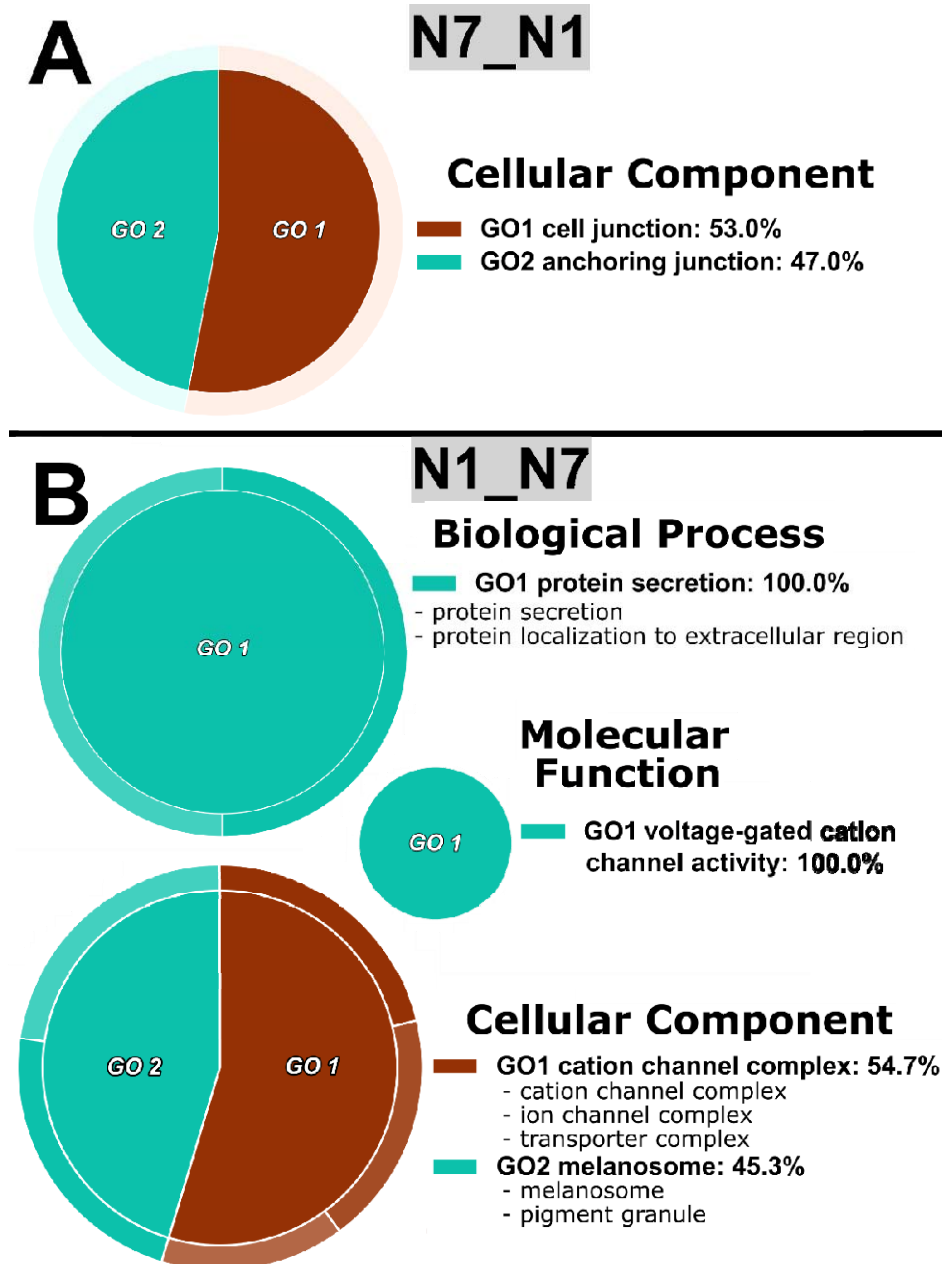 A
N7_N1
GO 2
GO 1
Cellular Component
GO1 cell junction: 53.0%
GO2 anchoring junction: 47.0%
B
N1_N7
GO 1
Biological Process
GO1 protein secretion: 100.0%
- protein secretion
- protein localization to extracellular region
Molecular
Function
GO 1
GO1 voltage-gated cation
channel activity: 100.0%
GO 2
GO 1
Cellular Component
GO1 cation channel complex: 54.7%
- cation channel complex
- ion channel complex
- transporter complex
GO2 melanosome: 45.3%
- melanosome
- pigment granule